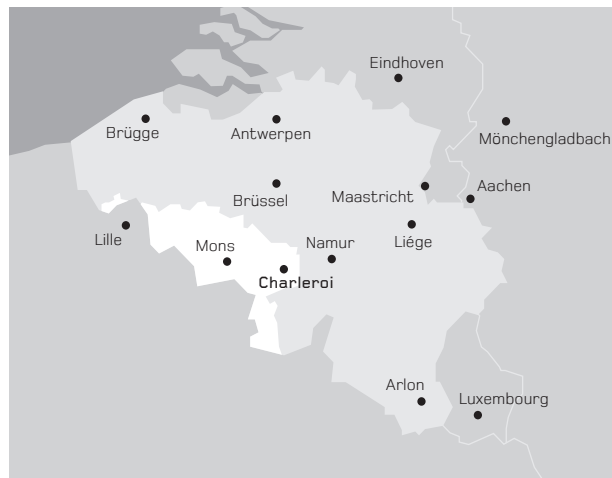 Eindhoven
Brügge
Antwerpen
Mönchengladbach
Brüssel
Maastricht
Aachen
Lille
Mons
Namur
Liége
Charleroi
Arlon
Luxembourg